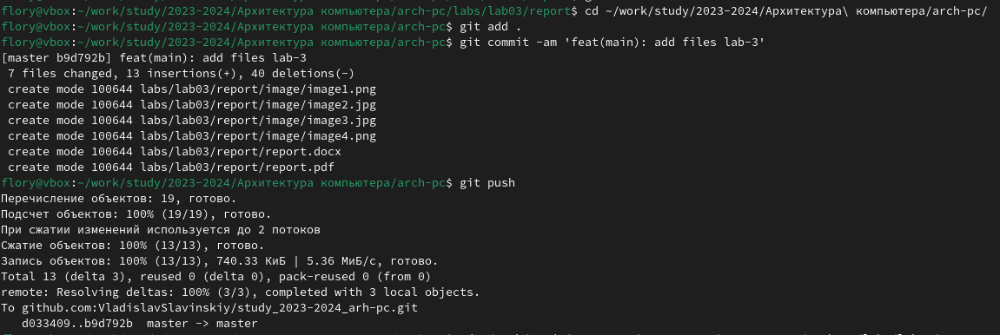 flory@vbox:~/work/study/2023-2024/Архитектура компьютера/arch-pc/labs/lab03/report$ cd ~/work/study/2023-2024/Архитектура\ компьютера/arch-pc/
flory@vbox:~/work/study/2023-2024/Архитектура компьютера/arch-pc$ git add .
flory@vbox:~/work/study/2023-2024/Архитектура компьютера/arch-pc$ git commit -am 'feat(main): add files lab-3'
[master b9d792b] feat(main): add files lab-3
 7 files changed, 13 insertions(+), 40 deletions(-)
 create mode 100644 labs/lab03/report/image/image1.png
 create mode 100644 labs/lab03/report/image/image2.jpg
 create mode 100644 labs/lab03/report/image/image3.jpg
 create mode 100644 labs/lab03/report/image/image4.png
 create mode 100644 labs/lab03/report/report.docx
 create mode 100644 labs/lab03/report/report.pdf
flory@vbox:~/work/study/2023-2024/Архитектура компьютера/arch-pc$ git push
Перечисление объектов: 19, готово.
Подсчет объектов: 100% (19/19), готово.
При сжатии изменений используется до 2 потоков
Сжатие объектов: 100% (13/13), готово.
Запись объектов: 100% (13/13), 740.33 КиБ | 5.36 МиБ/с, готово.
Total 13 (delta 3), reused 0 (delta 0), pack-reused 0 (from 0)
remote: Resolving deltas: 100% (3/3), completed with 3 local objects.
To github.com:VladislavSlavinskiy/study_2023-2024_arh-pc.git
   d033409..b9d792b  master -> master